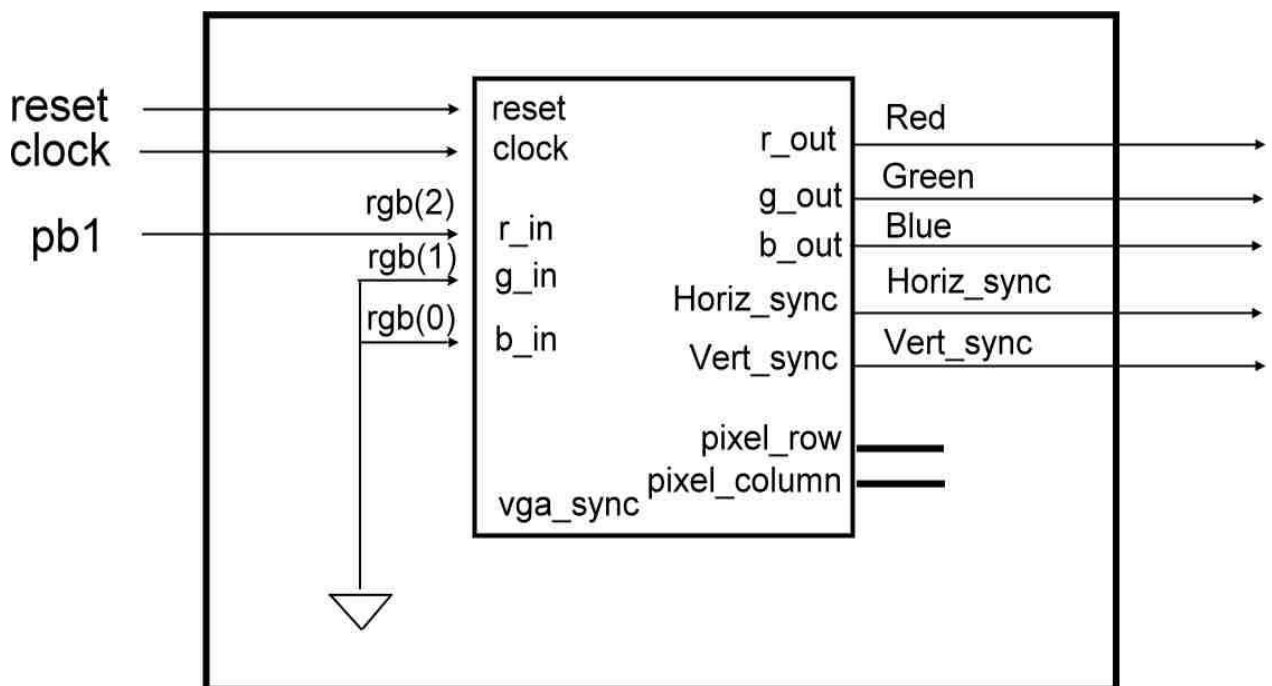 reset
clock
pb1
rgb(2)
rgb(1)
rgb(0)
reset
clock
r_in
g_in
b_in
vga_sync
r_out
g_out
b_out
Horiz_sync
Vert_sync
pixel_row
pixel_column
Red
Green
Blue
Horiz_sync
Vert_sync